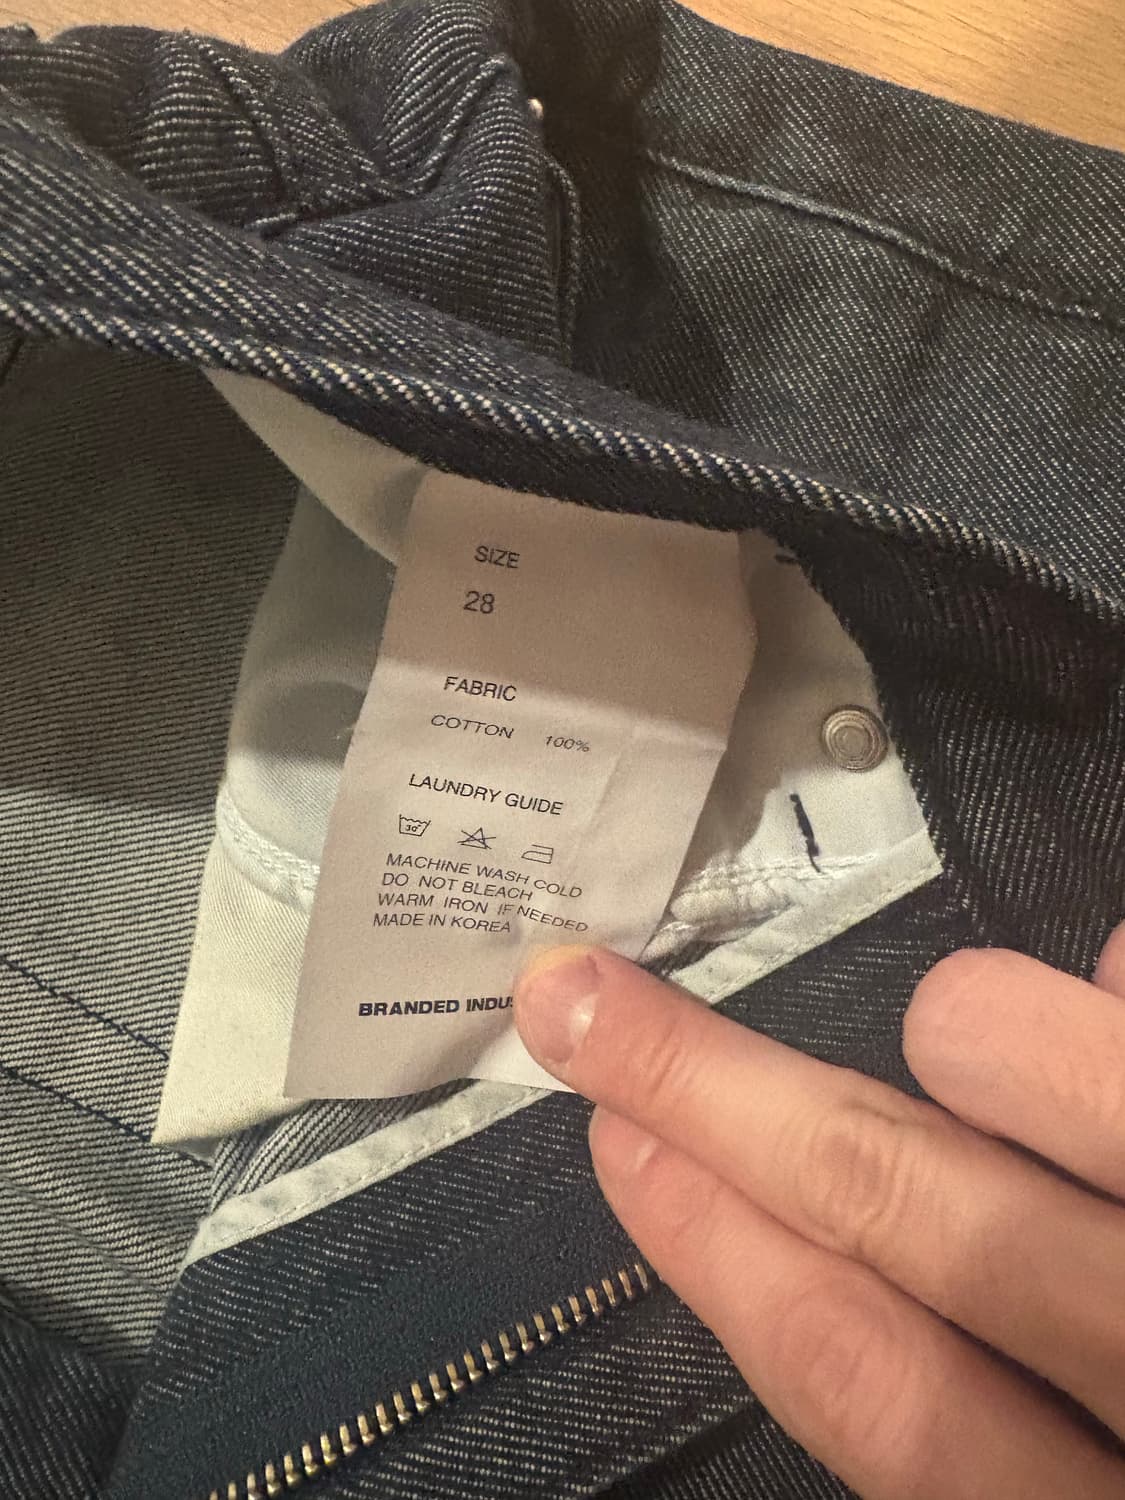 SIZE
28
FABRIC
COTTON 100%
LAUNDRY GUIDE
30°
MACHINE WASH COLD
DO NOT BLEACH
WARM IRON IF NEEDED
MADE IN KOREA
BRANDED